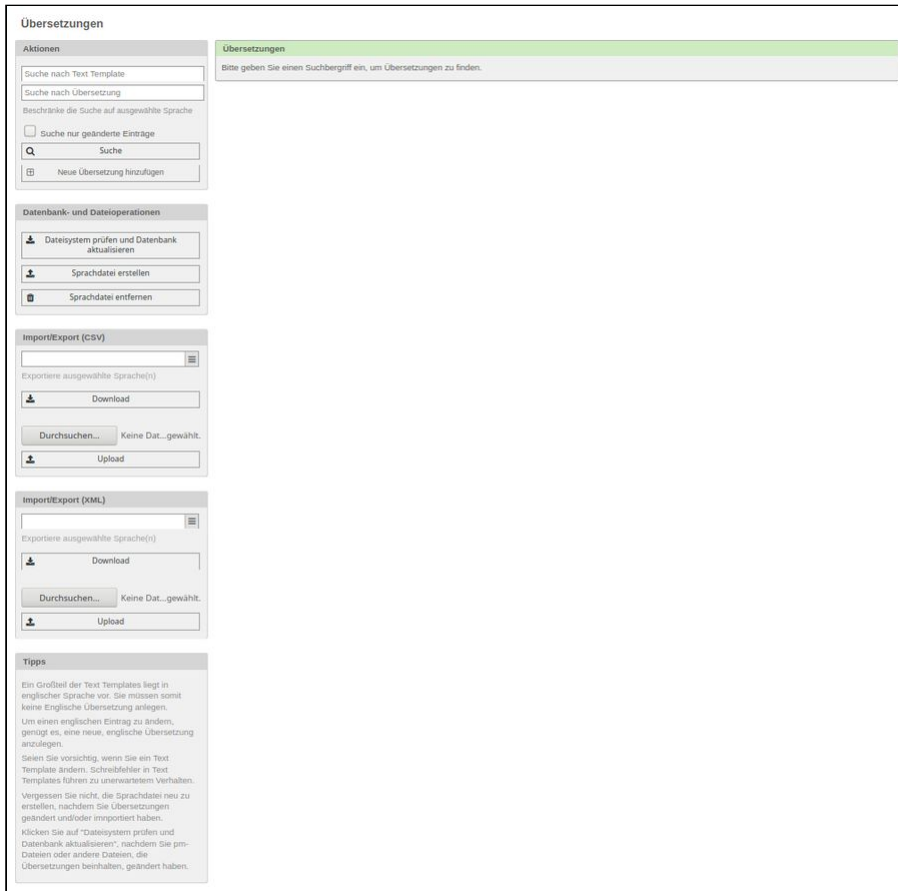 Übersetzungen
Aktionen
Suche nach Text Template
Suche nach Übersetzung
Beschränke die Suche auf ausgewählte Sprache
Suche nur geänderte Einträge
Suche
Neue Übersetzung hinzufügen
Übersetzungen
Bitte geben Sie einen Suchbergriff ein, um Übersetzungen zu finden.
Datenbank- und Dateioperationen
Dateisystem prüfen und Datenbank
aktualisieren
Sprachdatei erstellen
Sprachdatei entfernen
Import/Export (CSV)
Exportiere ausgewählte Sprache(n)
Download
Durchsuchen... Keine Dat...gewählt.
Upload
Import/Export (XML)
Exportiere ausgewählte Sprache(n)
Download
Durchsuchen... Keine Dat...gewählt.
Upload
Tipps
Ein Großteil der Text Templates liegt in
englischer Sprache vor. Sie müssen somit
keine Englische Übersetzung anlegen.
Um einen englischen Eintrag zu ändern,
genügt es, eine neue, englische Übersetzung
anzulegen.
Seien Sie vorsichtig, wenn Sie ein Text
Template ändern. Schreibfehler in Text
Templates führen zu unerwartetem Verhalten.
Vergessen Sie nicht, die Sprachdatei neu zu
erstellen, nachdem Sie Übersetzungen
geändert und/oder imnportiert haben.
Klicken Sie auf "Dateisystem prüfen und
Datenbank aktualisieren", nachdem Sie pm-
Dateien oder andere Dateien, die
Übersetzungen beinhalten, geändert haben.